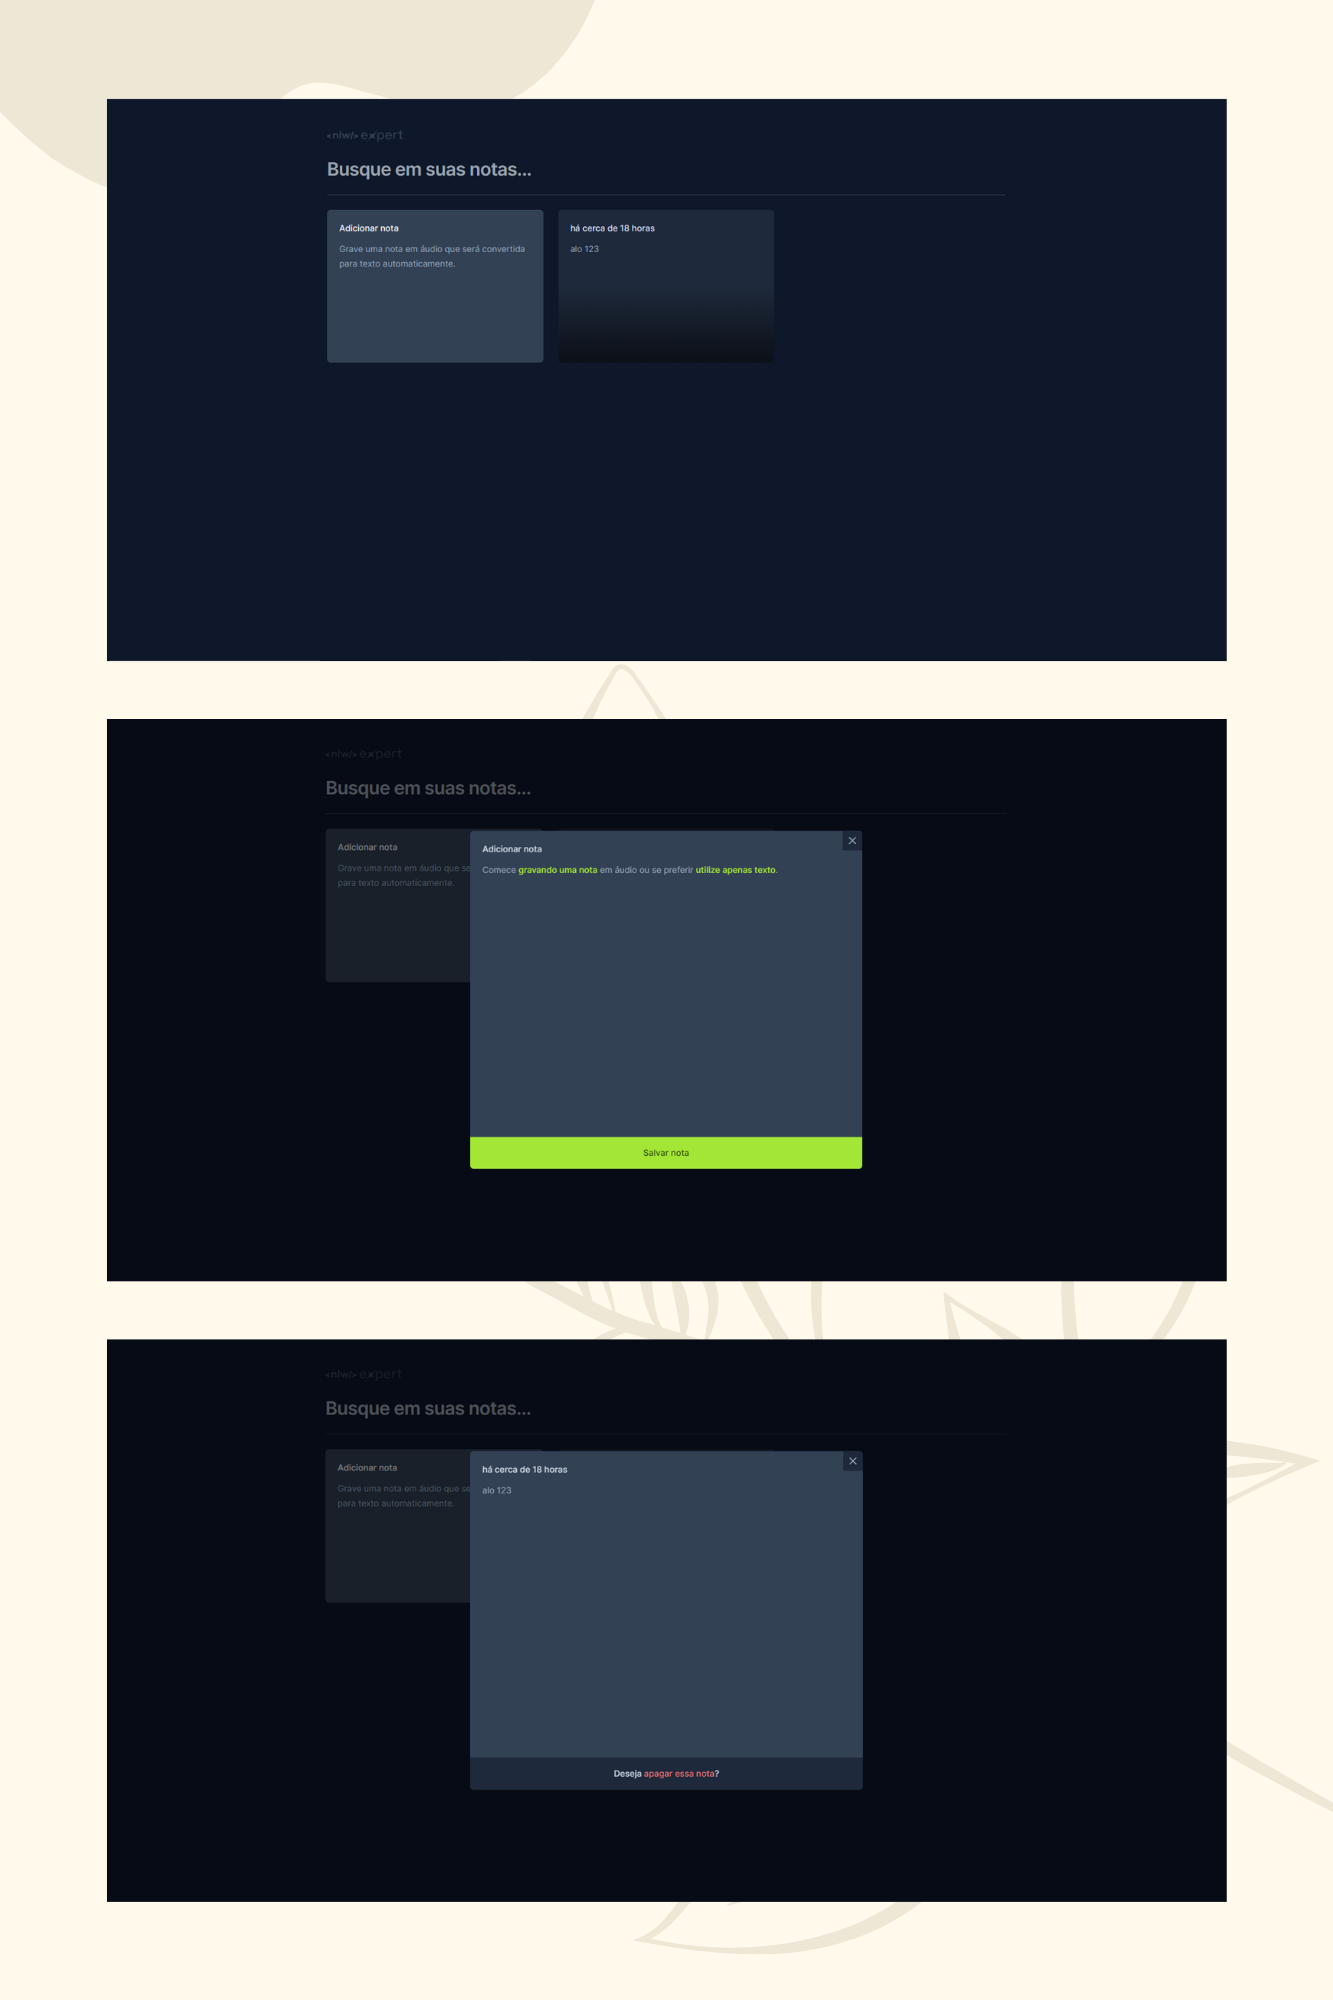 <nlw/> expert
Busque em suas notas...
Adicionar nota
Grave uma nota em áudio que será convertida
para texto automaticamente.
há cerca de 18 horas
alo 123
<nlw/> expert
Busque em suas notas...
Adicionar nota
Grave uma nota em áudio que se
para texto automaticamente.
Adicionar nota
Comece gravando uma nota em áudio ou se preferir utilize apenas texto.
Salvar nota
<nlw/> expert
Busque em suas notas...
Adicionar nota
Grave uma nota em áudio que se
para texto automaticamente.
há cerca de 18 horas
alo 123
Deseja apagar essa nota?